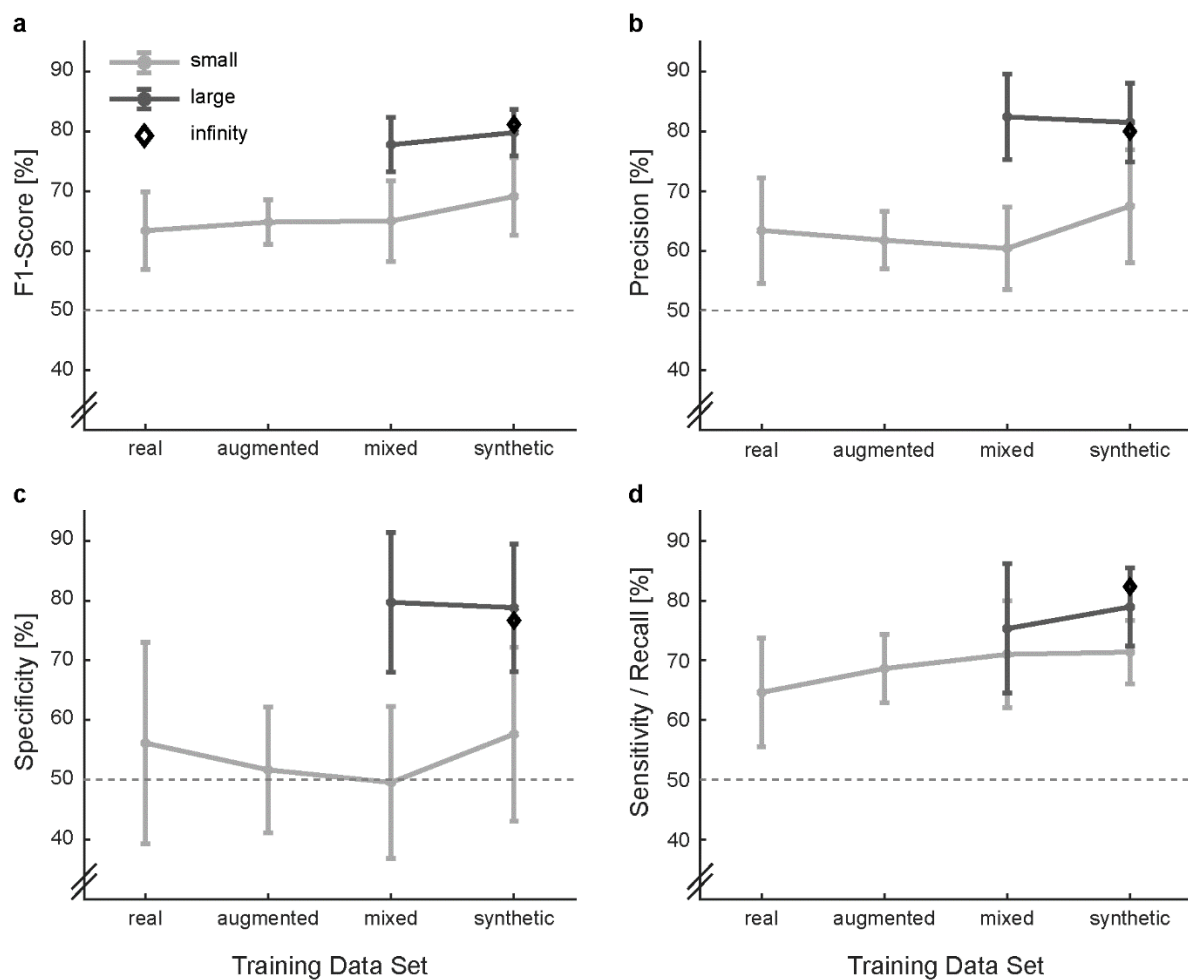 a
small
large
infinity
F1-Score [%]
90
80
70
60
50
40
real augmented mixed synthetic
b
Precision [%]
90
80
70
60
50
40
real augmented mixed synthetic
c
Specificity [%]
90
80
70
60
50
40
real augmented mixed synthetic
Training Data Set
d
Sensitivity / Recall [%]
90
80
70
60
50
40
real augmented mixed synthetic
Training Data Set